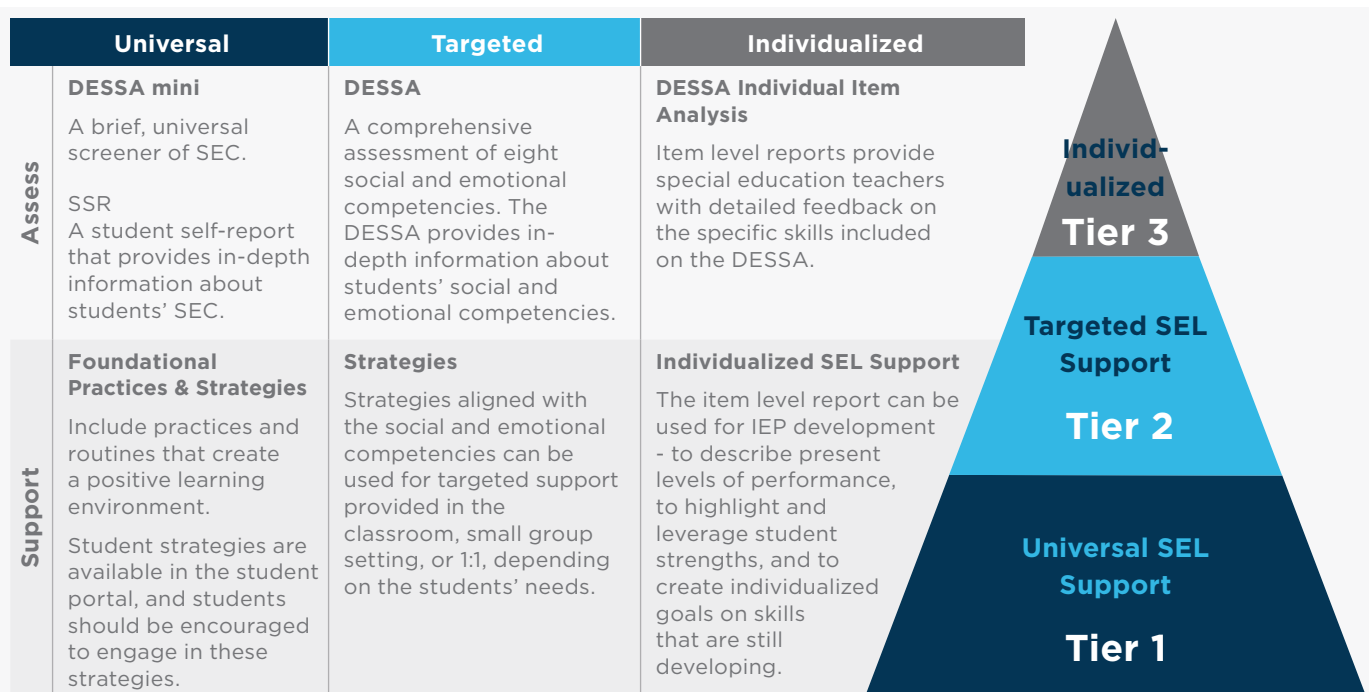 Universal
Targeted
Individualized
Assess
DESSA mini
A brief, universal
screener of SEC.
SSR
A student self-report
that provides in-depth
information about
students’ SEC.
DESSA
A comprehensive
assessment of eight
social and emotional
competencies. The
DESSA provides in-
depth information about
students’ social and
emotional competencies.
DESSA Individual Item
Analysis
Item level reports provide
special education teachers
with detailed feedback on
the specific skills included
on the DESSA.
Support
Foundational
Practices & Strategies
Include practices and
routines that create
a positive learning
environment.
Student strategies are
available in the student
portal, and students
should be encouraged
to engage in these
strategies.
Strategies
Strategies aligned with
the social and emotional
competencies can be
used for targeted support
provided in the
classroom, small group
setting, or 1:1, depending
on the students’ needs.
Individualized SEL Support
The item level report can be
used for IEP development
- to describe present
levels of performance,
to highlight and
leverage student
strengths, and to
create individualized
goals on skills
that are still
developing.
Individ-
ualized
Tier 3
Targeted SEL
Support
Tier 2
Universal SEL
Support
Tier 1